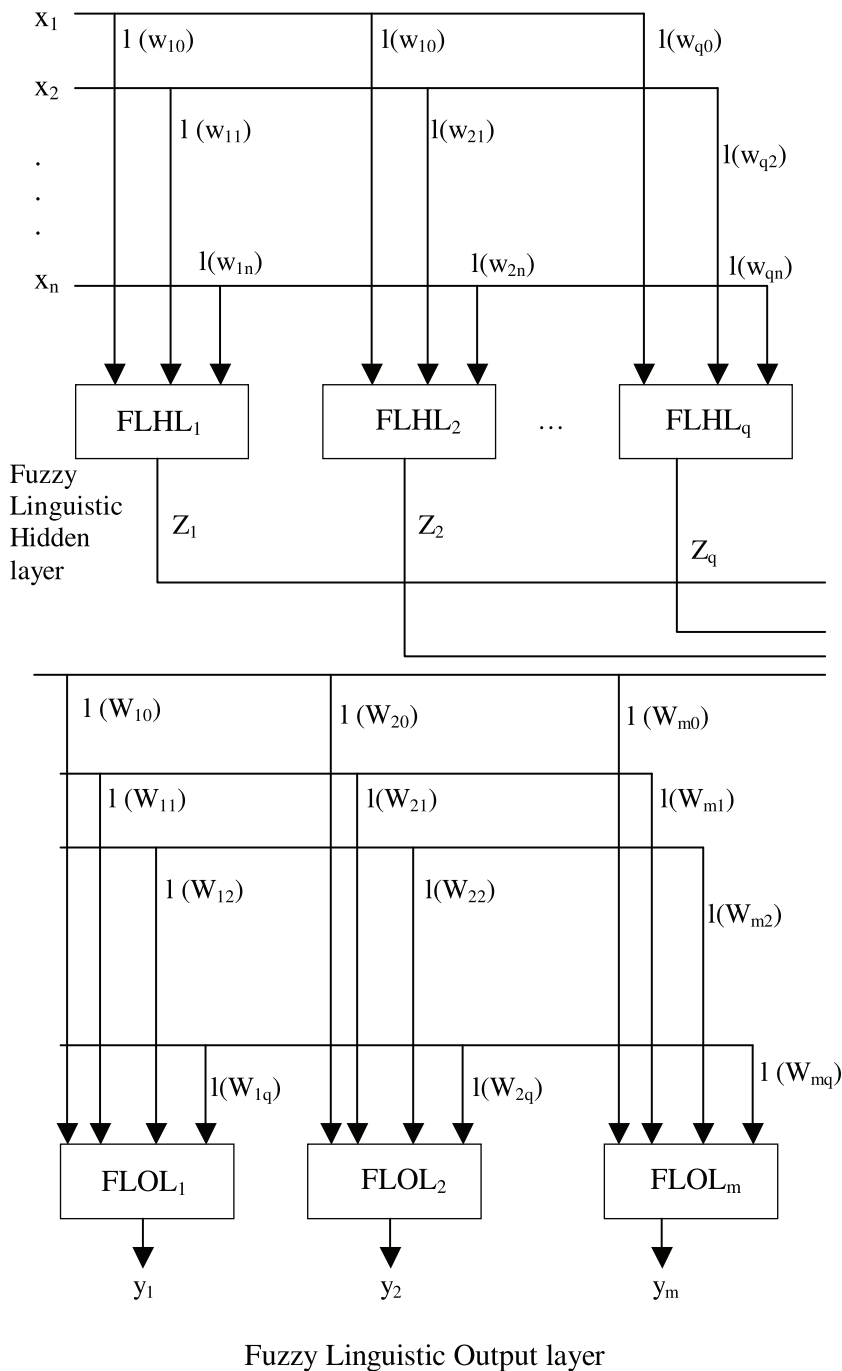 x1 l (w10) l(w10) l(wq0)
x2 l (w11) l(w21) l(wq2)
.
.
.
xn l(w1n) l(w2n) l(wqn)
FLHL1 FLHL2 ... FLHLq
Fuzzy
Linguistic
Hidden
layer
Z1 Z2 Zq
l (W10) l (W20) l (Wm0)
l (W11) l(W21) l(Wm1)
l (W12) l(W22) l(Wm2)
l(W1q) l(W2q) l (Wmq)
FLOL1 FLOL2 FLOLm
y1 y2 ym
Fuzzy Linguistic Output layer